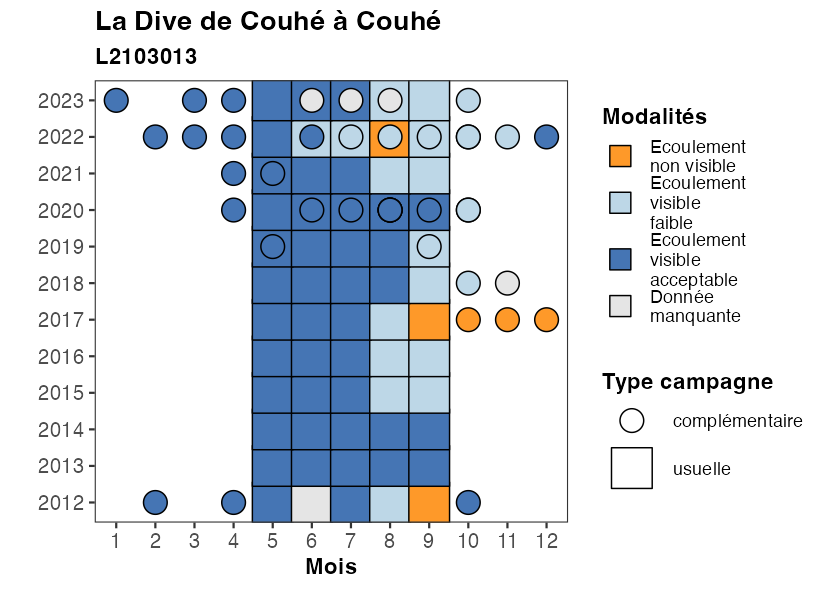 La Dive de Couhé à Couhé
L2103013
2023
2022
2021
2020
2019
2018
2017
2016
2015
2014
2013
2012
1 2 3 4 5 6 7 8 9 10 11 12
Mois
Modalités
Ecoulement
non visible
Ecoulement
visible
faible
Ecoulement
visible
acceptable
Donnée
manquante
Type campagne
complémentaire
usuelle